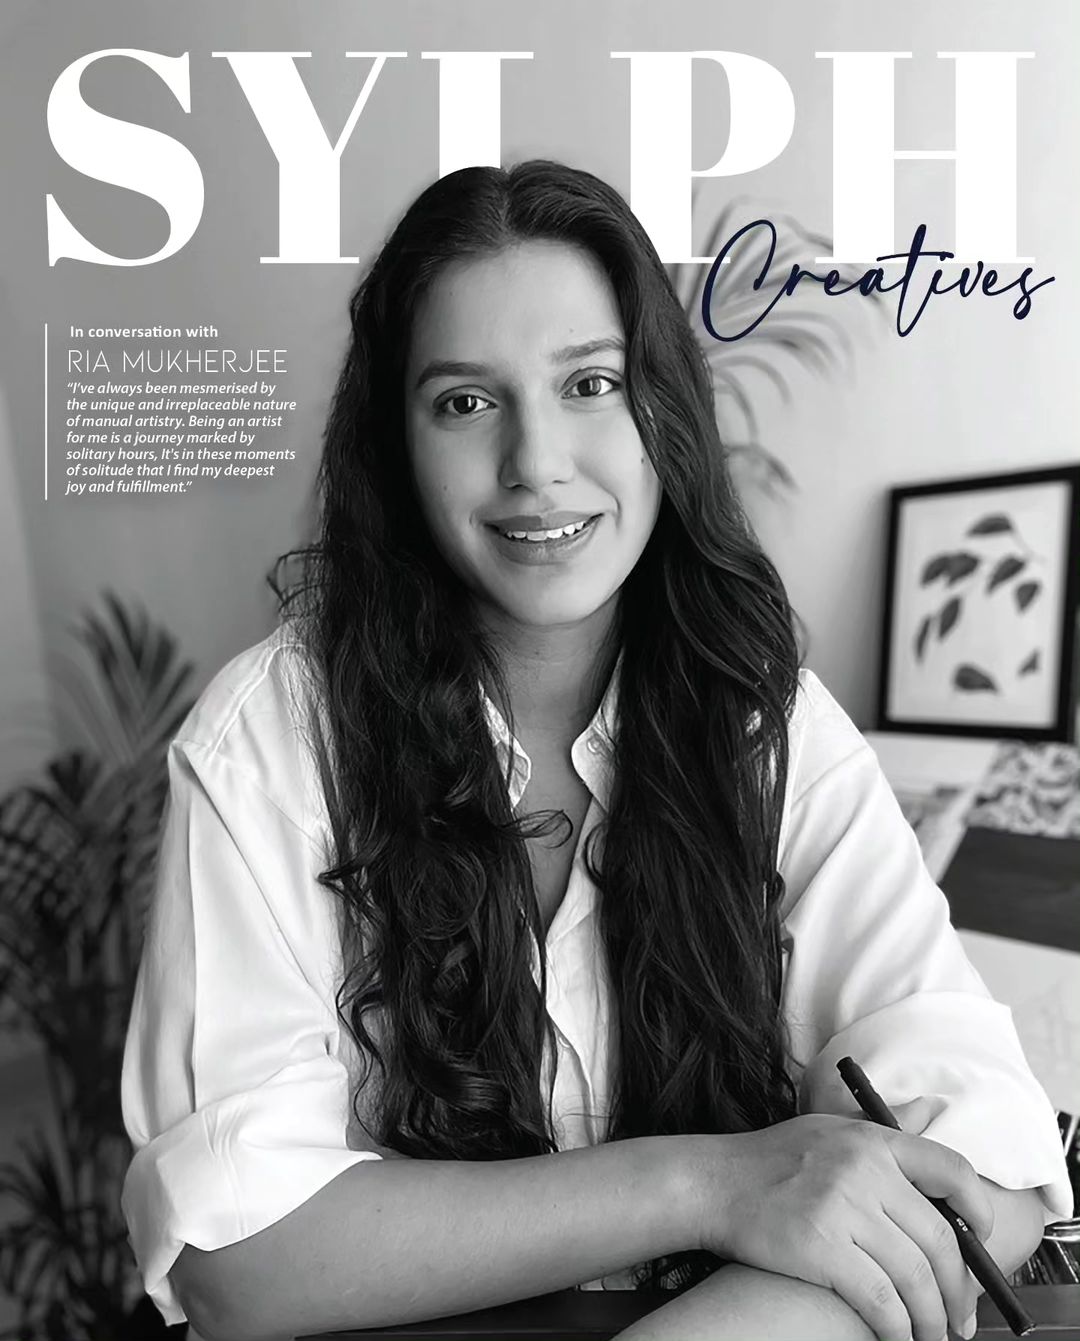 SYLPH
Creatives
In conversation with
RIA MUKHERJEE
“I’ve always been mesmerised by
the unique and irreplaceable nature
of manual artistry. Being an artist
for me is a journey marked by
solitary hours, It's in these moments
of solitude that I find my deepest
joy and fulfillment.”